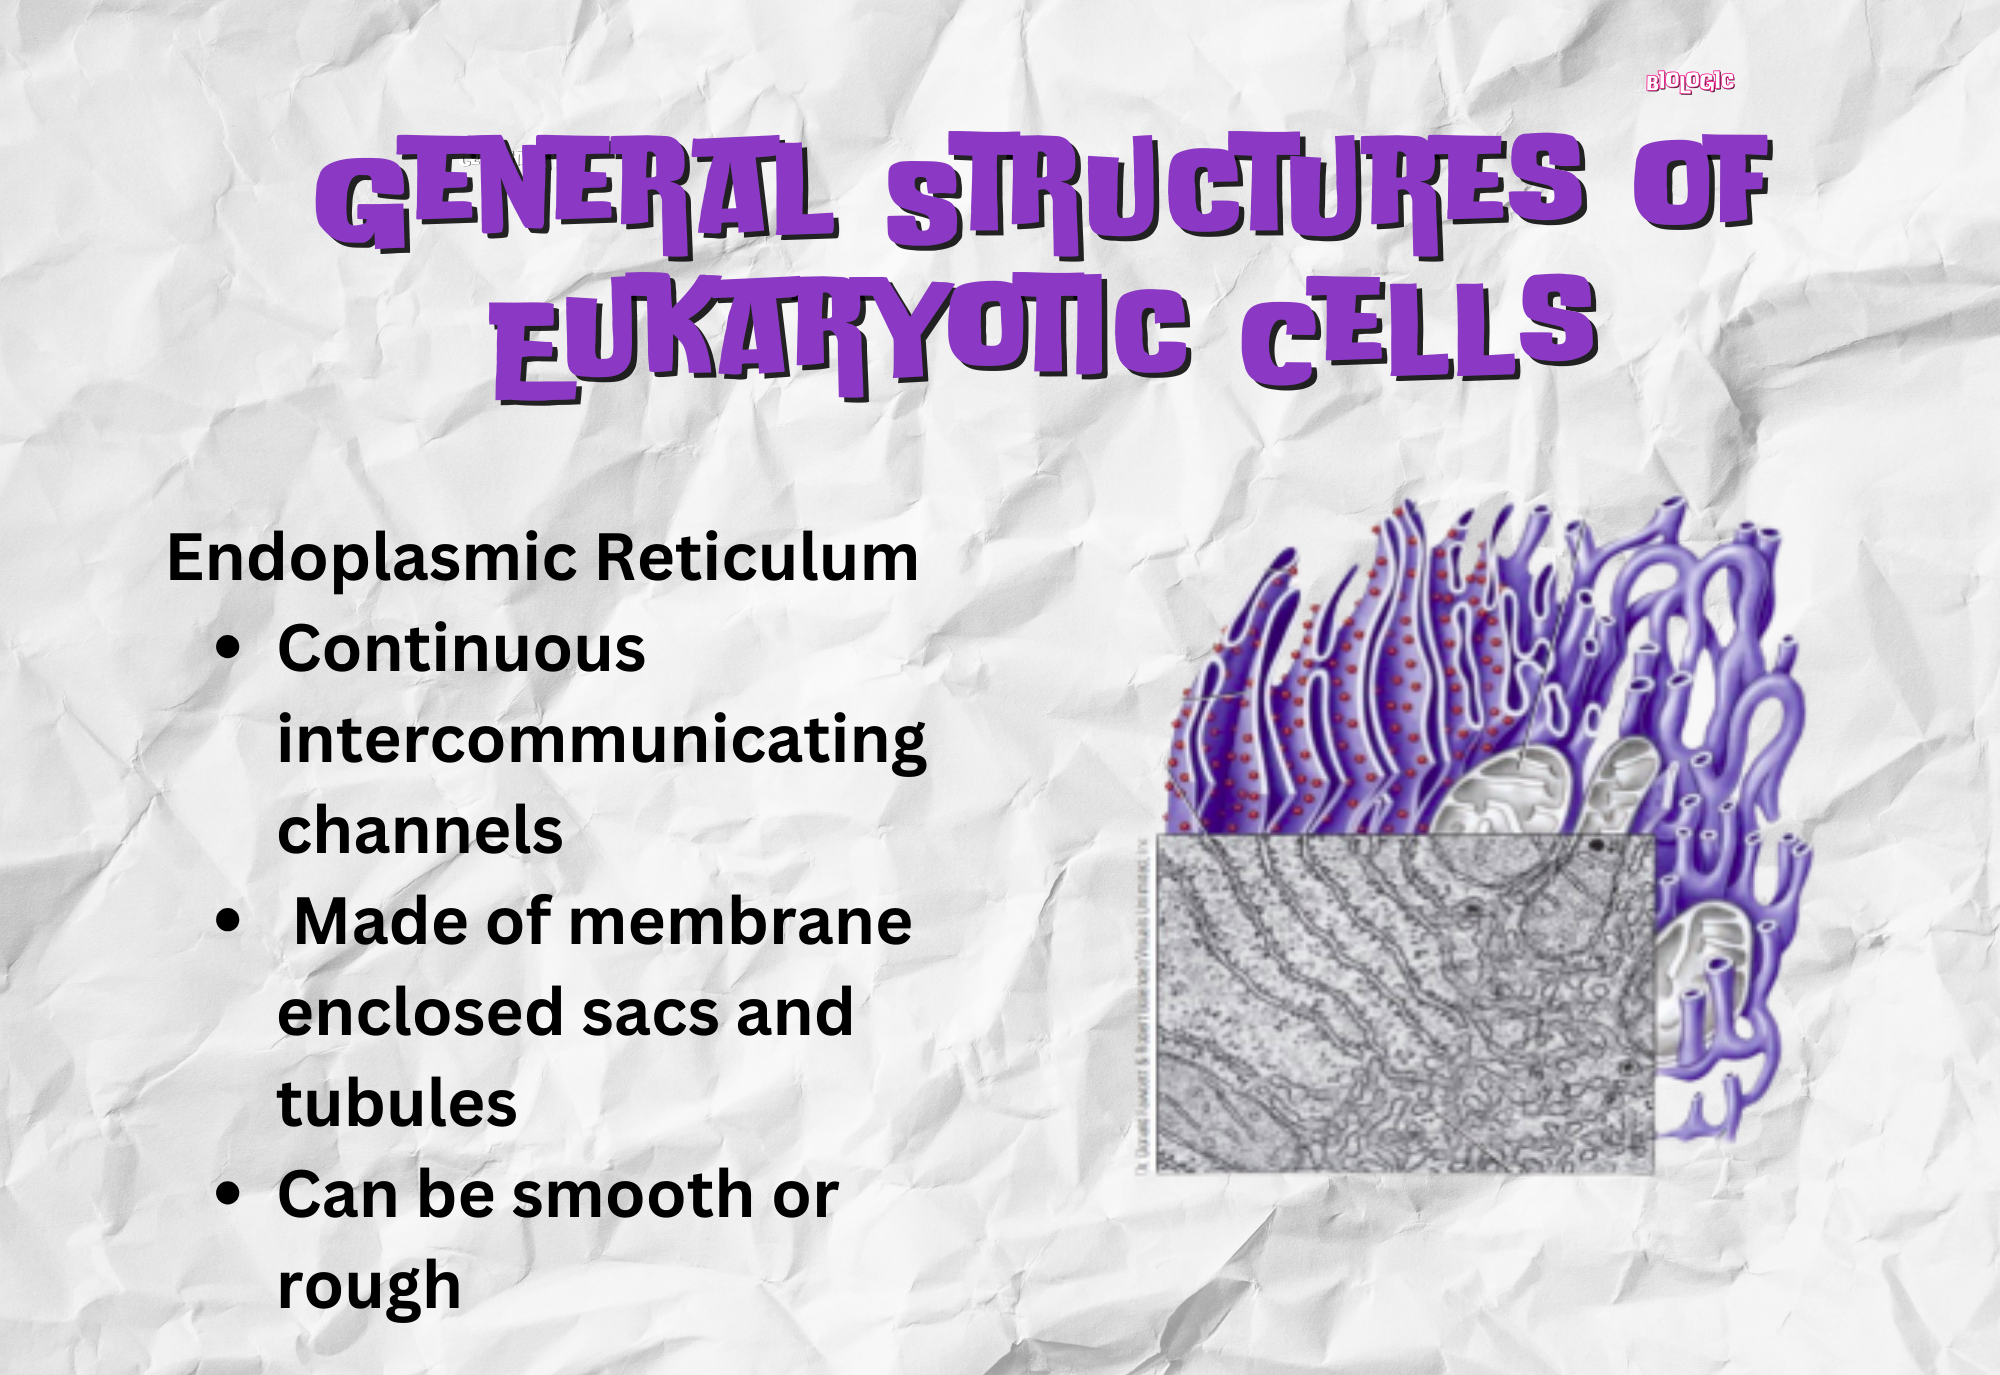 BIOLOGIC
GENERAL STRUCTURES OF
EUKARYOTIC CELLS
Endoplasmic Reticulum
• Continuous
intercommunicating
channels
• Made of membrane
enclosed sacs and
tubules
• Can be smooth or
rough